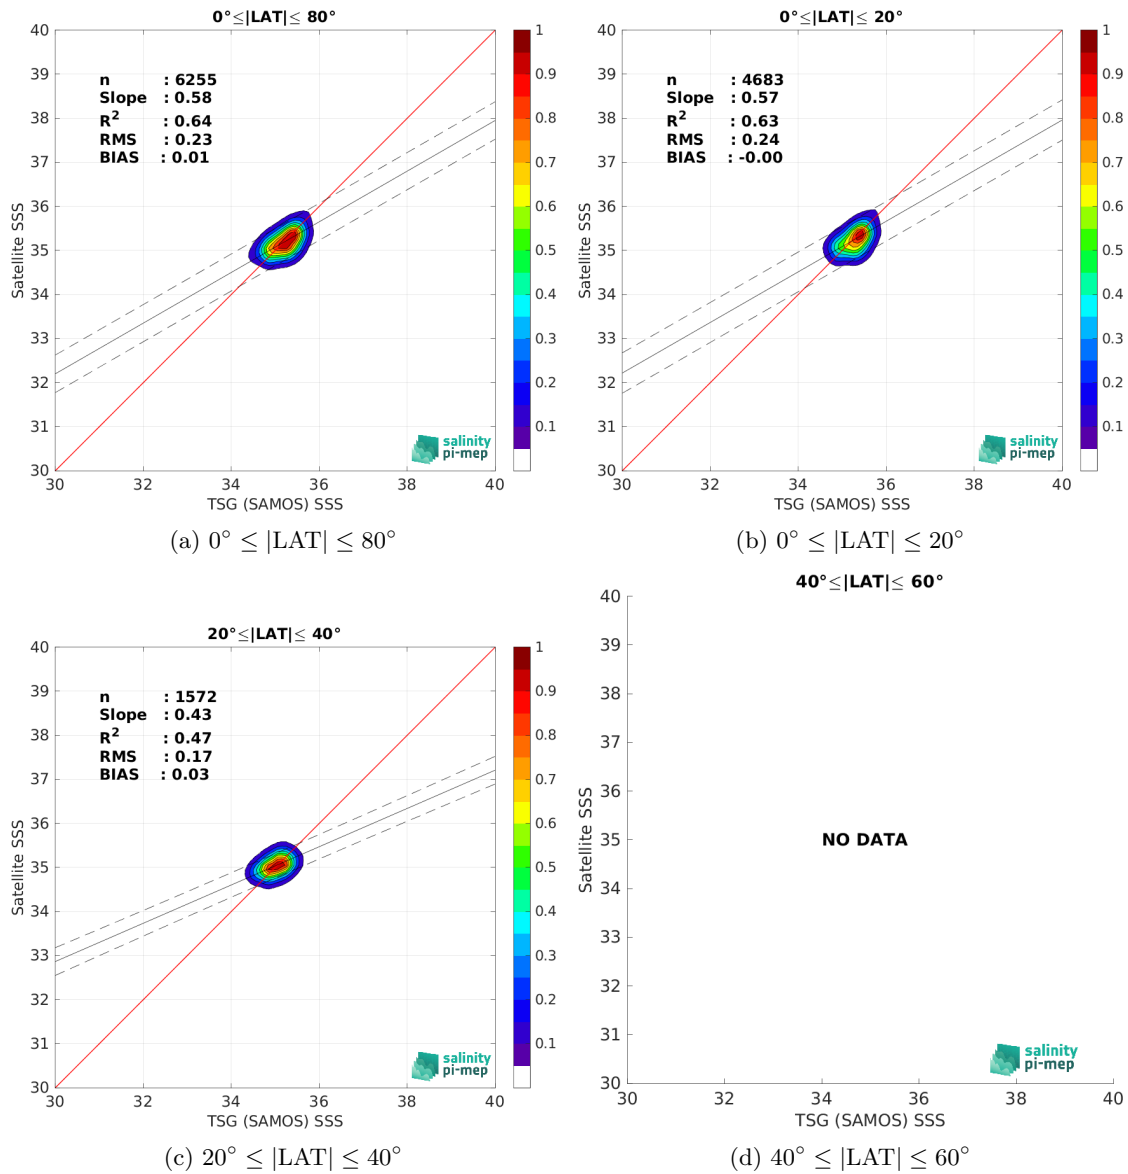 0°≤|LAT|≤ 80°
40
39
38
37
36
35
34
33
32
31
30
Satellite SSS
n : 6255
Slope : 0.58
R2 : 0.64
RMS : 0.23
BIAS : 0.01
salinity
pi-mep
30 32 34 36 38 40
TSG (SAMOS) SSS
1
0.9
0.8
0.7
0.6
0.5
0.4
0.3
0.2
0.1
(a) 0° ≤ |LAT| ≤ 80°
0°≤|LAT|≤ 20°
40
39
38
37
36
35
34
33
32
31
30
Satellite SSS
n : 4683
Slope : 0.57
R2 : 0.63
RMS : 0.24
BIAS : -0.00
salinity
pi-mep
30 32 34 36 38 40
TSG (SAMOS) SSS
1
0.9
0.8
0.7
0.6
0.5
0.4
0.3
0.2
0.1
(b) 0° ≤ |LAT| ≤ 20°
20°≤|LAT|≤ 40°
40
39
38
37
36
35
34
33
32
31
30
Satellite SSS
n : 1572
Slope : 0.43
R2 : 0.47
RMS : 0.17
BIAS : 0.03
salinity
pi-mep
30 32 34 36 38 40
TSG (SAMOS) SSS
1
0.9
0.8
0.7
0.6
0.5
0.4
0.3
0.2
0.1
(c) 20° ≤ |LAT| ≤ 40°
40°≤|LAT|≤ 60°
40
39
38
37
36
35
34
33
32
31
30
Satellite SSS
NO DATA
salinity
pi-mep
30 32 34 36 38 40
TSG (SAMOS) SSS
(d) 40° ≤ |LAT| ≤ 60°